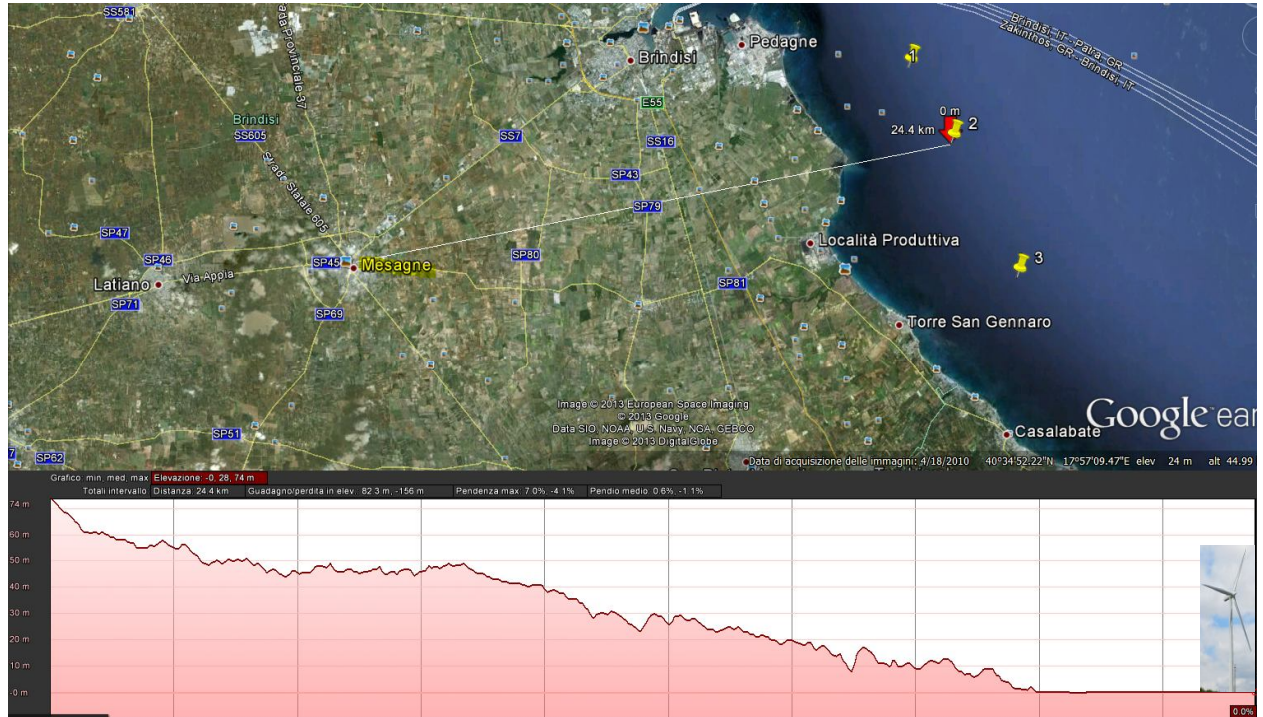 SS581
Strada Provinciale 37
Brindisi
Pedagne
1
Brindisi, IT - Patra, GR
Zakinthos, GR - Brindisi, IT
E55
0 m
24.4 km
2
Brindisi
SS605
SS7
SS16
Strada Statale 605
SP43
SP79
SP47
SP46
SP45
Mesagne
SP80
Località Produttiva
3
Latiano
Via Appia
SP71
SP69
SP81
Torre San Gennaro
Image © 2013 European Space Imaging
© 2013 Google
Data SIO, NOAA, U.S. Navy, NGA, GEBCO
Image © 2013 DigitalGlobe
Google ear
SP51
SP62
Casalabate
Data di acquisizione delle immagini: 4/18/2010 40°34'52.22"N 17°57'09.47"E elev 24 m alt 44.99
Grafico: min, med, max Elevazione: -0, 28, 74 m
Totali intervallo Distanza: 24.4 km Guadagno/perdita in elev.: 82.3 m, -156 m Pendenza max: 7.0%, -4.1% Pendio medio: 0.6%, -1.1%
74 m
60 m
50 m
40 m
30 m
20 m
10 m
-0 m
0.0%